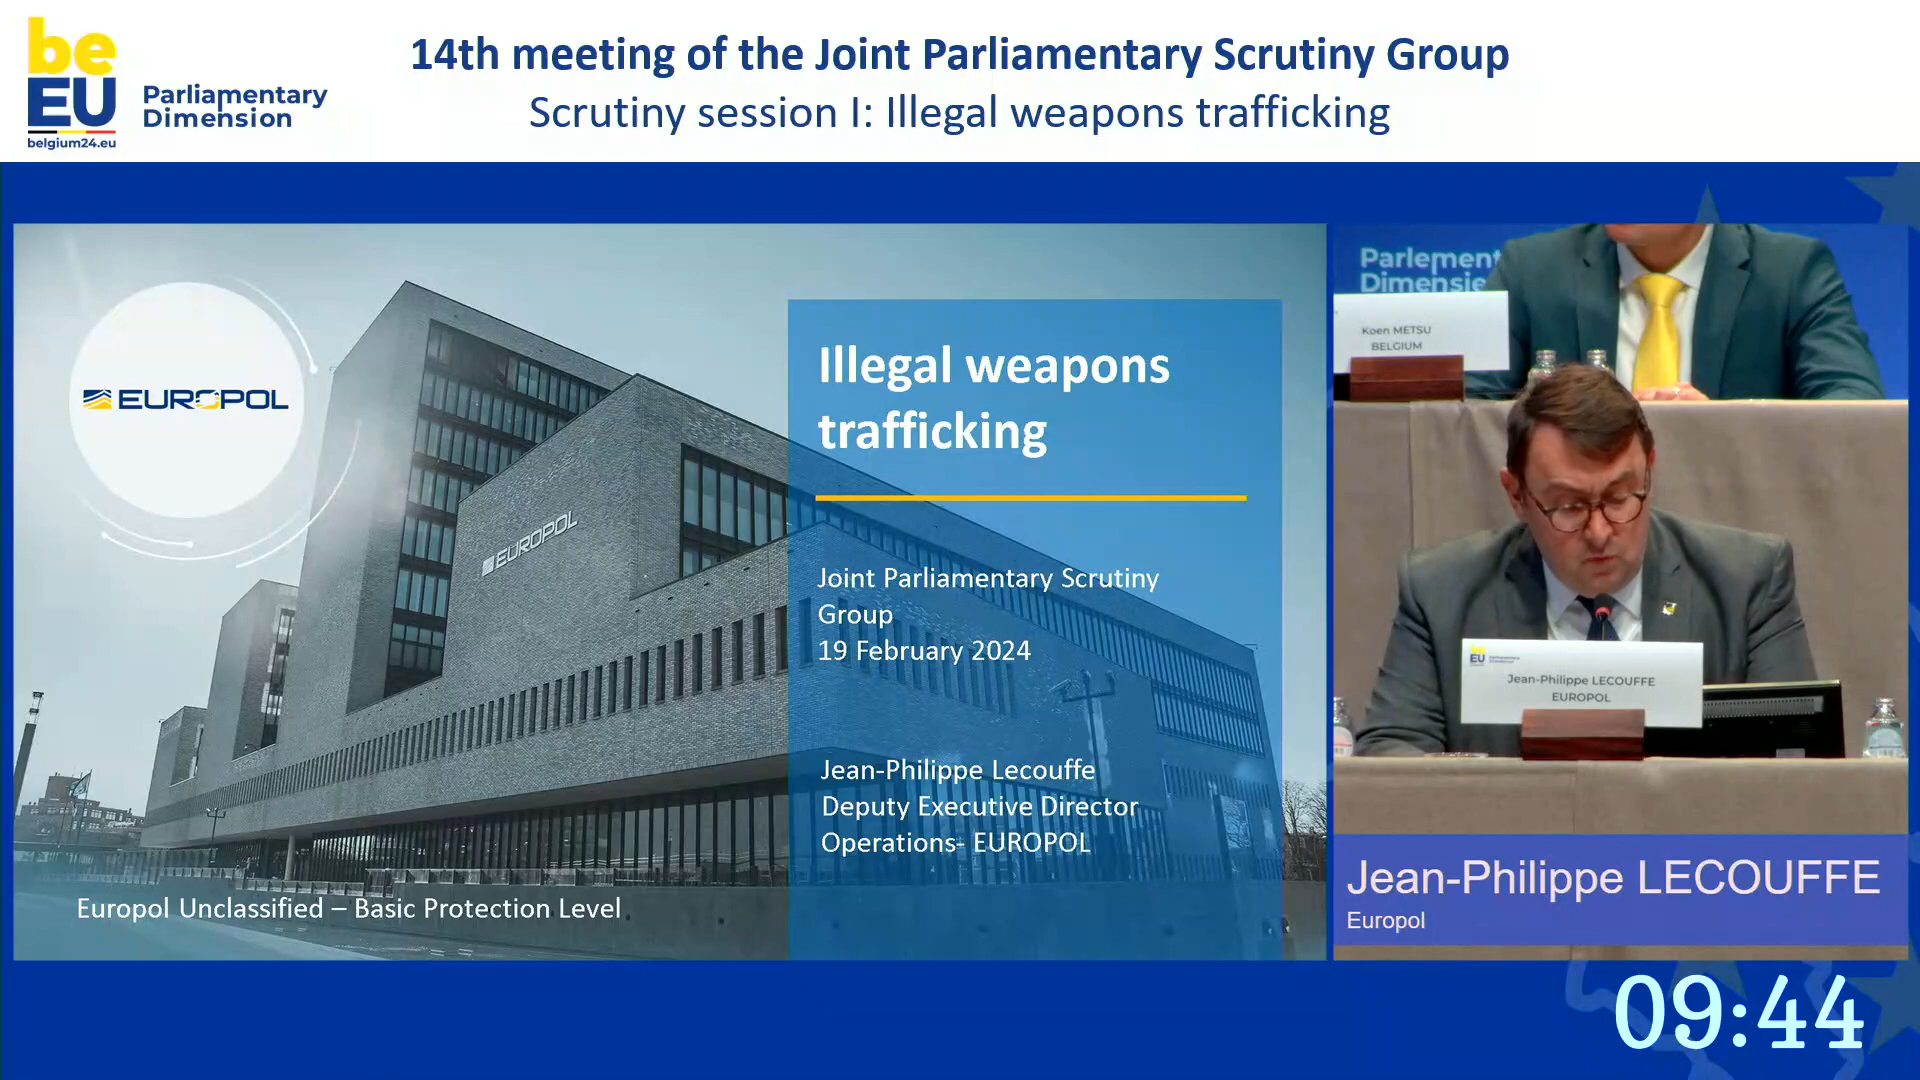 be
EU
belgium24.eu
Parliamentary
Dimension
14th meeting of the Joint Parliamentary Scrutiny Group
Scrutiny session I: Illegal weapons trafficking
EUROPOL
EUROPOL
Illegal weapons
trafficking
Joint Parliamentary Scrutiny
Group
19 February 2024
Jean-Philippe Lecouffe
Deputy Executive Director
Operations- EUROPOL
Europol Unclassified – Basic Protection Level
Parlement
Dimensie
Koen METSU
BELGIUM
be
EU
Jean-Philippe LECOUFFE
EUROPOL
Jean-Philippe LECOUFFE
Europol
09:44